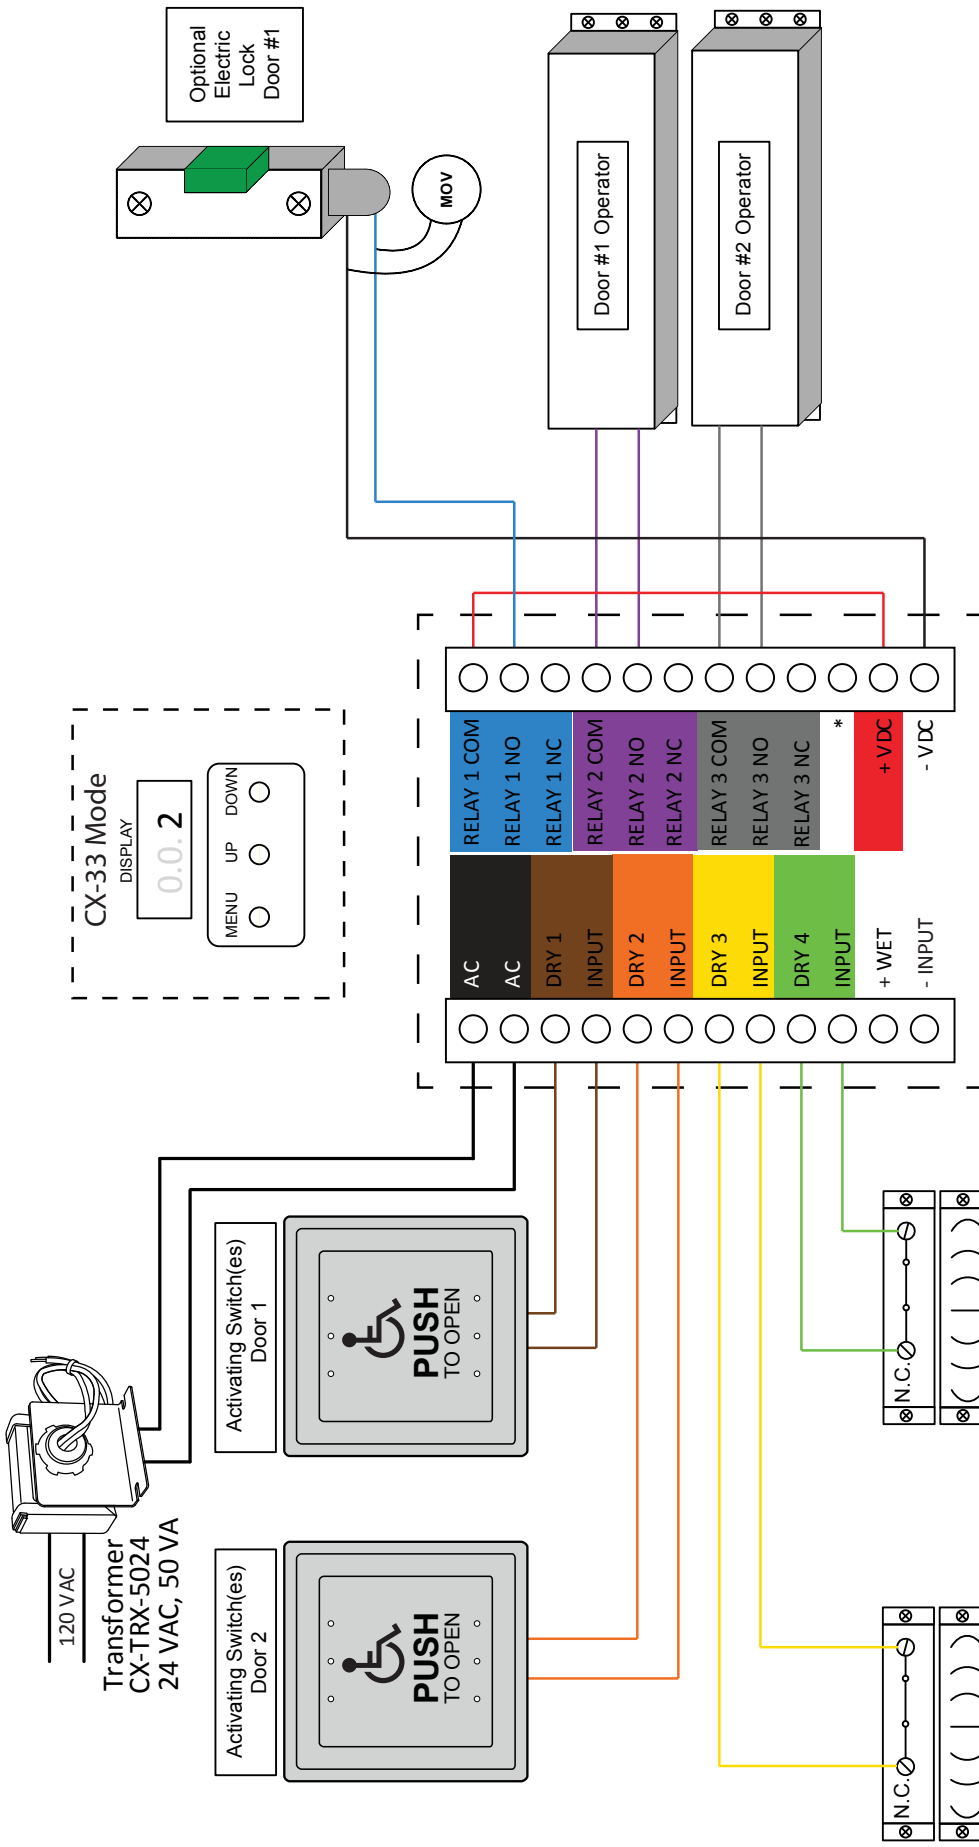 Optional
Electric
Lock
Door #1
MOV
Door #1 Operator
Door #2 Operator
CX-33 Mode
DISPLAY
0.0.2
MENU
UP
DOWN
RELAY 1 COM
RELAY 1 NO
RELAY 1 NC
RELAY 2 COM
RELAY 2 NO
RELAY 2 NC
RELAY 3 COM
RELAY 3 NO
RELAY 3 NC
*
+ VDC
- VDC
AC
AC
DRY 1
INPUT
DRY 2
INPUT
DRY 3
INPUT
DRY 4
INPUT
+ WET
- INPUT
120 VAC
Transformer
CX-TRX-5024
24 VAC, 50 VA
Activating Switch(es)
Door 1
PUSH
TO OPEN
Activating Switch(es)
Door 2
PUSH
TO OPEN
N.C.
N.C.